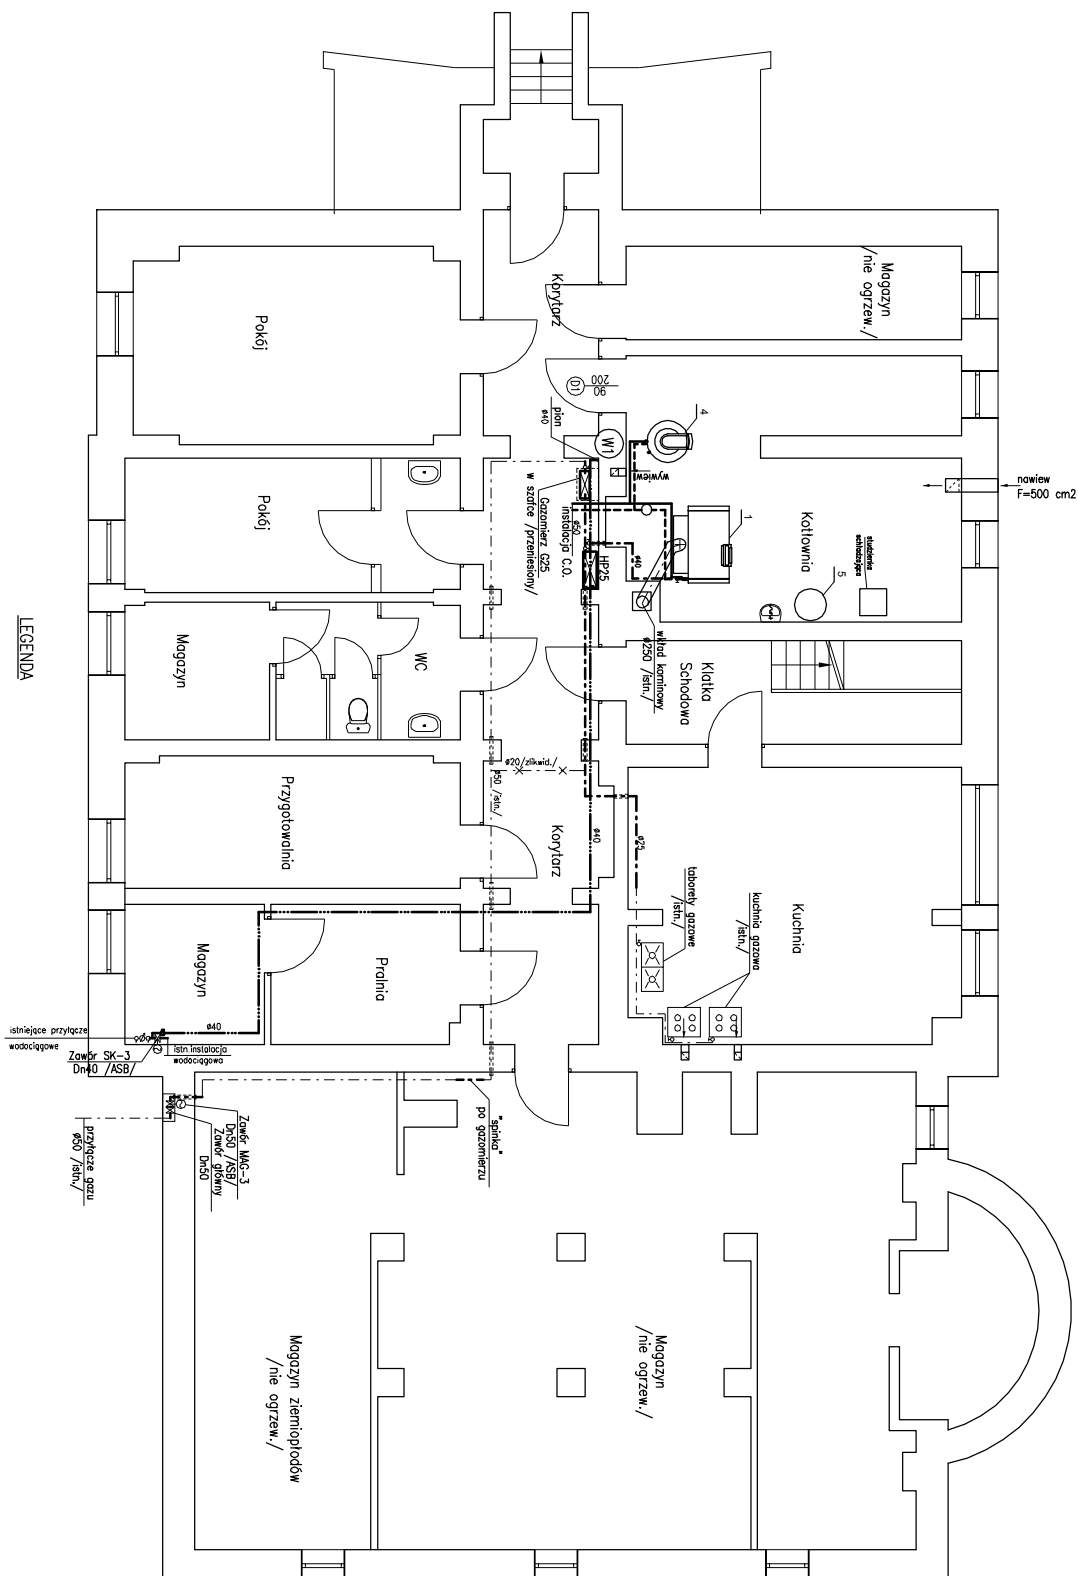 Magazyn
/nie ogrzew./
Korytarz
Pokój
D1
90
200
pion
ø40
W1
wywiew
4
1
5
nawiew
F=500 cm2
Kotłownia
studzienka
schładzająca
Pokój
Gazomierz G25
w szafce /przeniesiony/
ø50
instalacja C.O.
HP25
ø40
wkład kominowy
ø250 /istn./
Klatka
Schodowa
WC
Magazyn
LEGENDA
ø20/zlikwid./
ø50 /istn./
Przygotowalnia
Korytarz
ø40
ø25
taborety gazowe
/istn./
kuchnia gazowa
/istn./
Kuchnia
Magazyn
Pralnia
ø40
istniejące przyłącze
wodociągowe
istn.instalacja
wodociągowa
Zawór SK-3
Dn40 /ASB/
"spinka"
po gazomierzu
Zawór MAG-3
Dn50 /ASB/
Zawór główny
Dn50
przyłącze gazu
ø50 /istn./
Magazyn ziemiopłodów
/nie ogrzew./
Magazyn
/nie ogrzew./